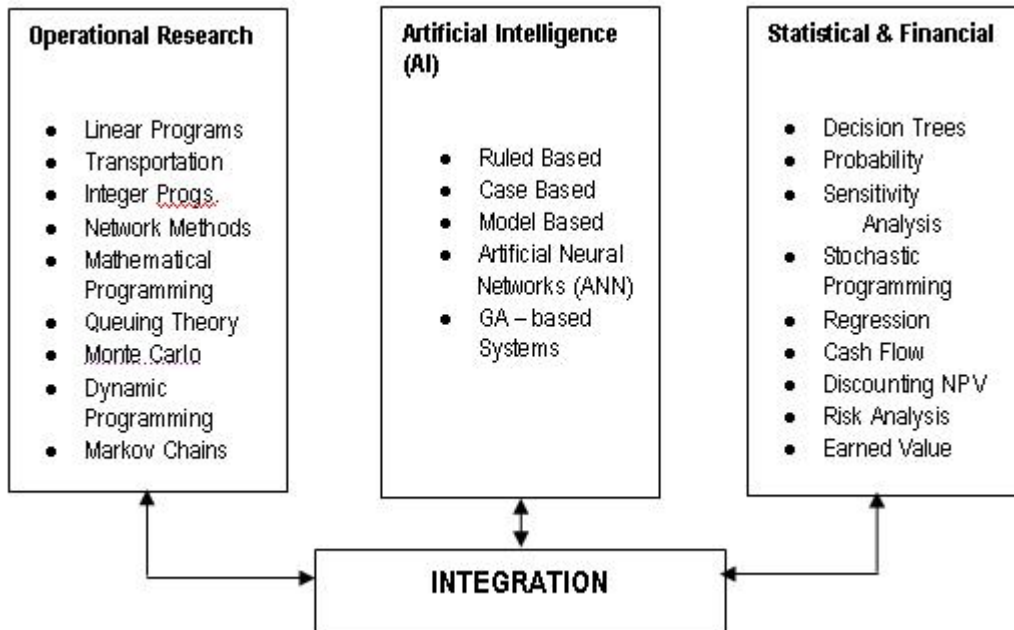 Operational Research
● Linear Programs
● Transportation
● Integer Progs.
● Network Methods
● Mathematical
Programming
● Queuing Theory
● Monte Carlo
● Dynamic
Programming
● Markov Chains
Artificial Intelligence
(AI)
● Ruled Based
● Case Based
● Model Based
● Artificial Neural
Networks (ANN)
● GA – based
Systems
Statistical & Financial
● Decision Trees
● Probability
● Sensitivity
Analysis
● Stochastic
Programming
● Regression
● Cash Flow
● Discounting NPV
● Risk Analysis
● Earned Value
INTEGRATION